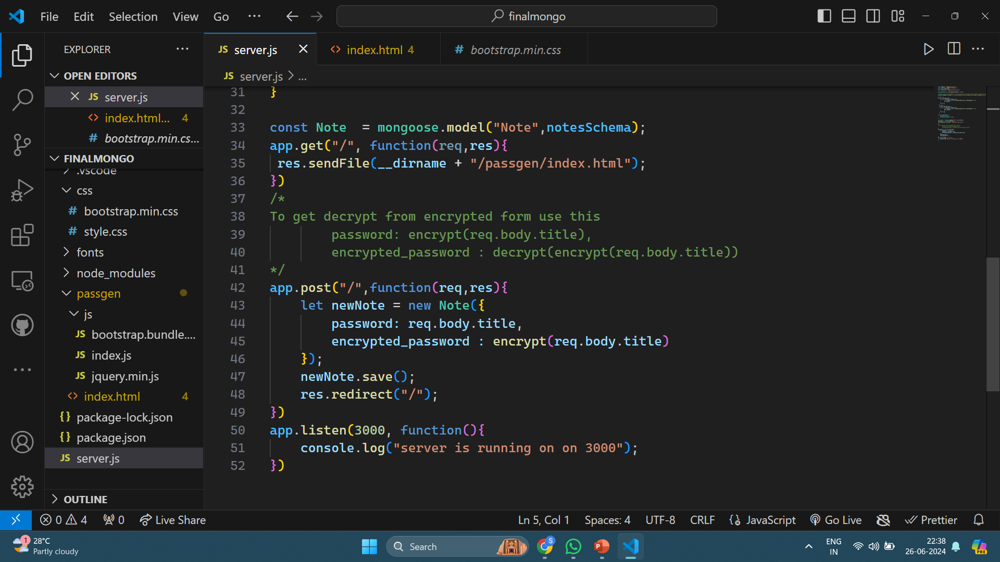 File Edit Selection View Go ··· finalmongo
EXPLORER ···
OPEN EDITORS
JS server.js
<> index.html... 4
# bootstrap.min.cs...
FINALMONGO
.vscode
css
# bootstrap.min.css
# style.css
fonts
node_modules
passgen
js
JS bootstrap.bundle....
JS index.js
JS jquery.min.js
<> index.html 4
{} package-lock.json
{} package.json
JS server.js
OUTLINE
JS server.js <> index.html 4 # bootstrap.min.css
JS server.js > ...
31 }
32
33 const Note  = mongoose.model("Note",notesSchema);
34 app.get("/", function(req,res){
35  res.sendFile(__dirname + "/passgen/index.html");
36 })
37 /*
38 To get decrypt from encrypted form use this
39         password: encrypt(req.body.title),
40         encrypted_password : decrypt(encrypt(req.body.title))
41 */
42 app.post("/",function(req,res){
43     let newNote = new Note({
44         password: req.body.title,
45         encrypted_password : encrypt(req.body.title)
46     });
47     newNote.save();
48     res.redirect("/");
49 })
50 app.listen(3000, function(){
51     console.log("server is running on on 3000");
52 })
0 4 0 Live Share Ln 5, Col 1 Spaces: 4 UTF-8 CRLF JavaScript Go Live Prettier
1 28°C
Partly cloudy
Search
S
P
ENG
IN
22:38
26-06-2024
PRE